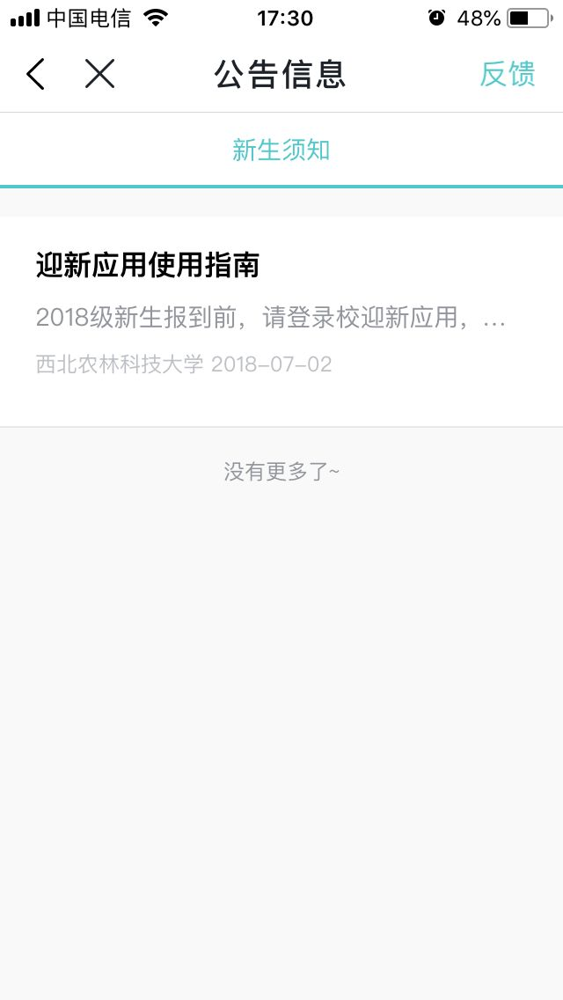 中国电信 17:30 48%
公告信息 反馈
新生须知
迎新应用使用指南
2018级新生报到前，请登录校迎新应用，...
西北农林科技大学 2018-07-02
没有更多了~